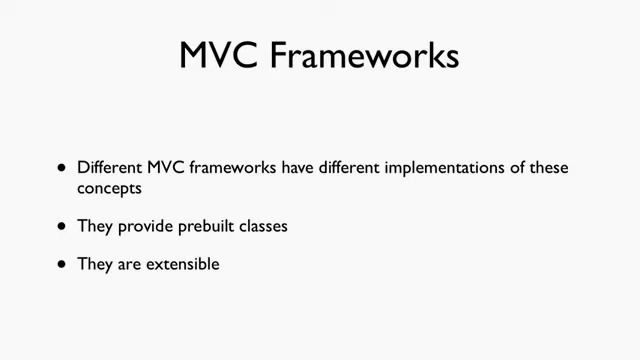 MVC Frameworks
• Different MVC frameworks have different implementations of these
concepts
• They provide prebuilt classes
• They are extensible